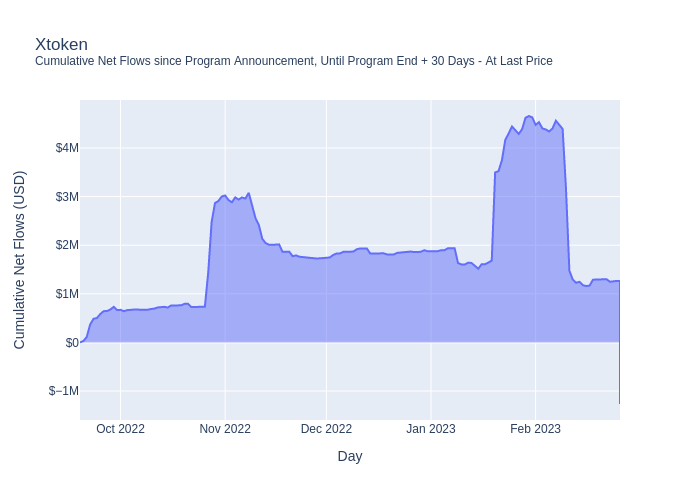 Xtoken
Cumulative Net Flows since Program Announcement, Until Program End + 30 Days - At Last Price
Cumulative Net Flows (USD)
$4M
$3M
$2M
$1M
$0
$−1M
Oct 2022
Nov 2022
Dec 2022
Jan 2023
Feb 2023
Day